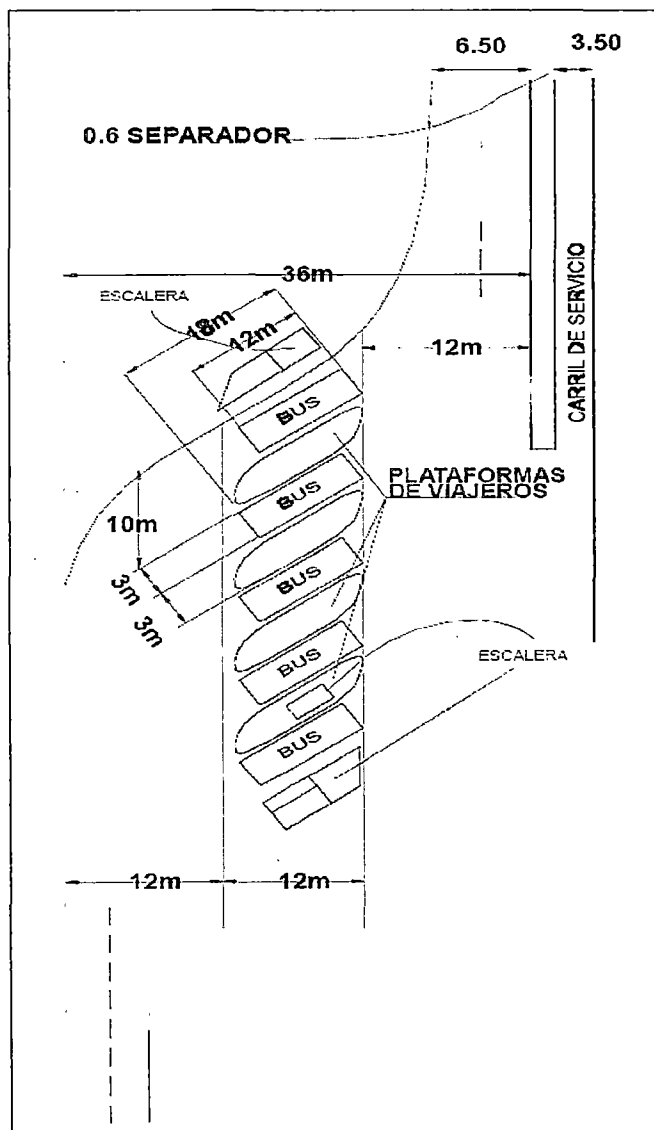 6.50
3.50
0.6 SEPARADOR
36m
ESCALERA
18m
12m
12m
CARRIL DE SERVICIO
BUS
PLATAFORMAS
DE VIAJEROS
BUS
10m
3m
3m
BUS
BUS
ESCALERA
BUS
12m
12m